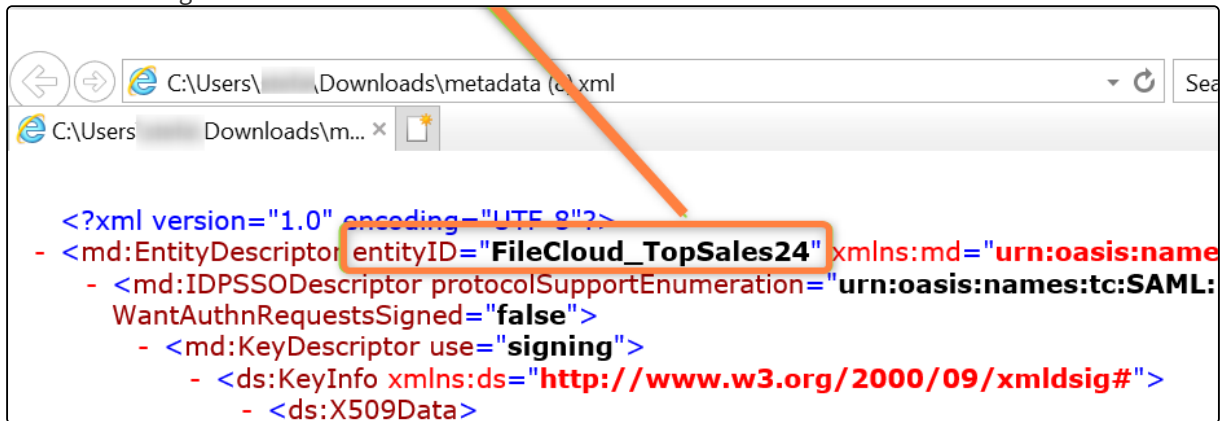 C:\Users\ \Downloads\metadata ( ).xml
Sea
C:\Users Downloads\m... ×
<?xml version="1.0" encoding="UTF-8"?>
- <md:EntityDescriptor entityID="FileCloud_TopSales24" xmlns:md="urn:oasis:name
- <md:IDPSSODescriptor protocolSupportEnumeration="urn:oasis:names:tc:SAML:
WantAuthnRequestsSigned="false">
- <md:KeyDescriptor use="signing">
- <ds:KeyInfo xmlns:ds="http://www.w3.org/2000/09/xmldsig#">
- <ds:X509Data>